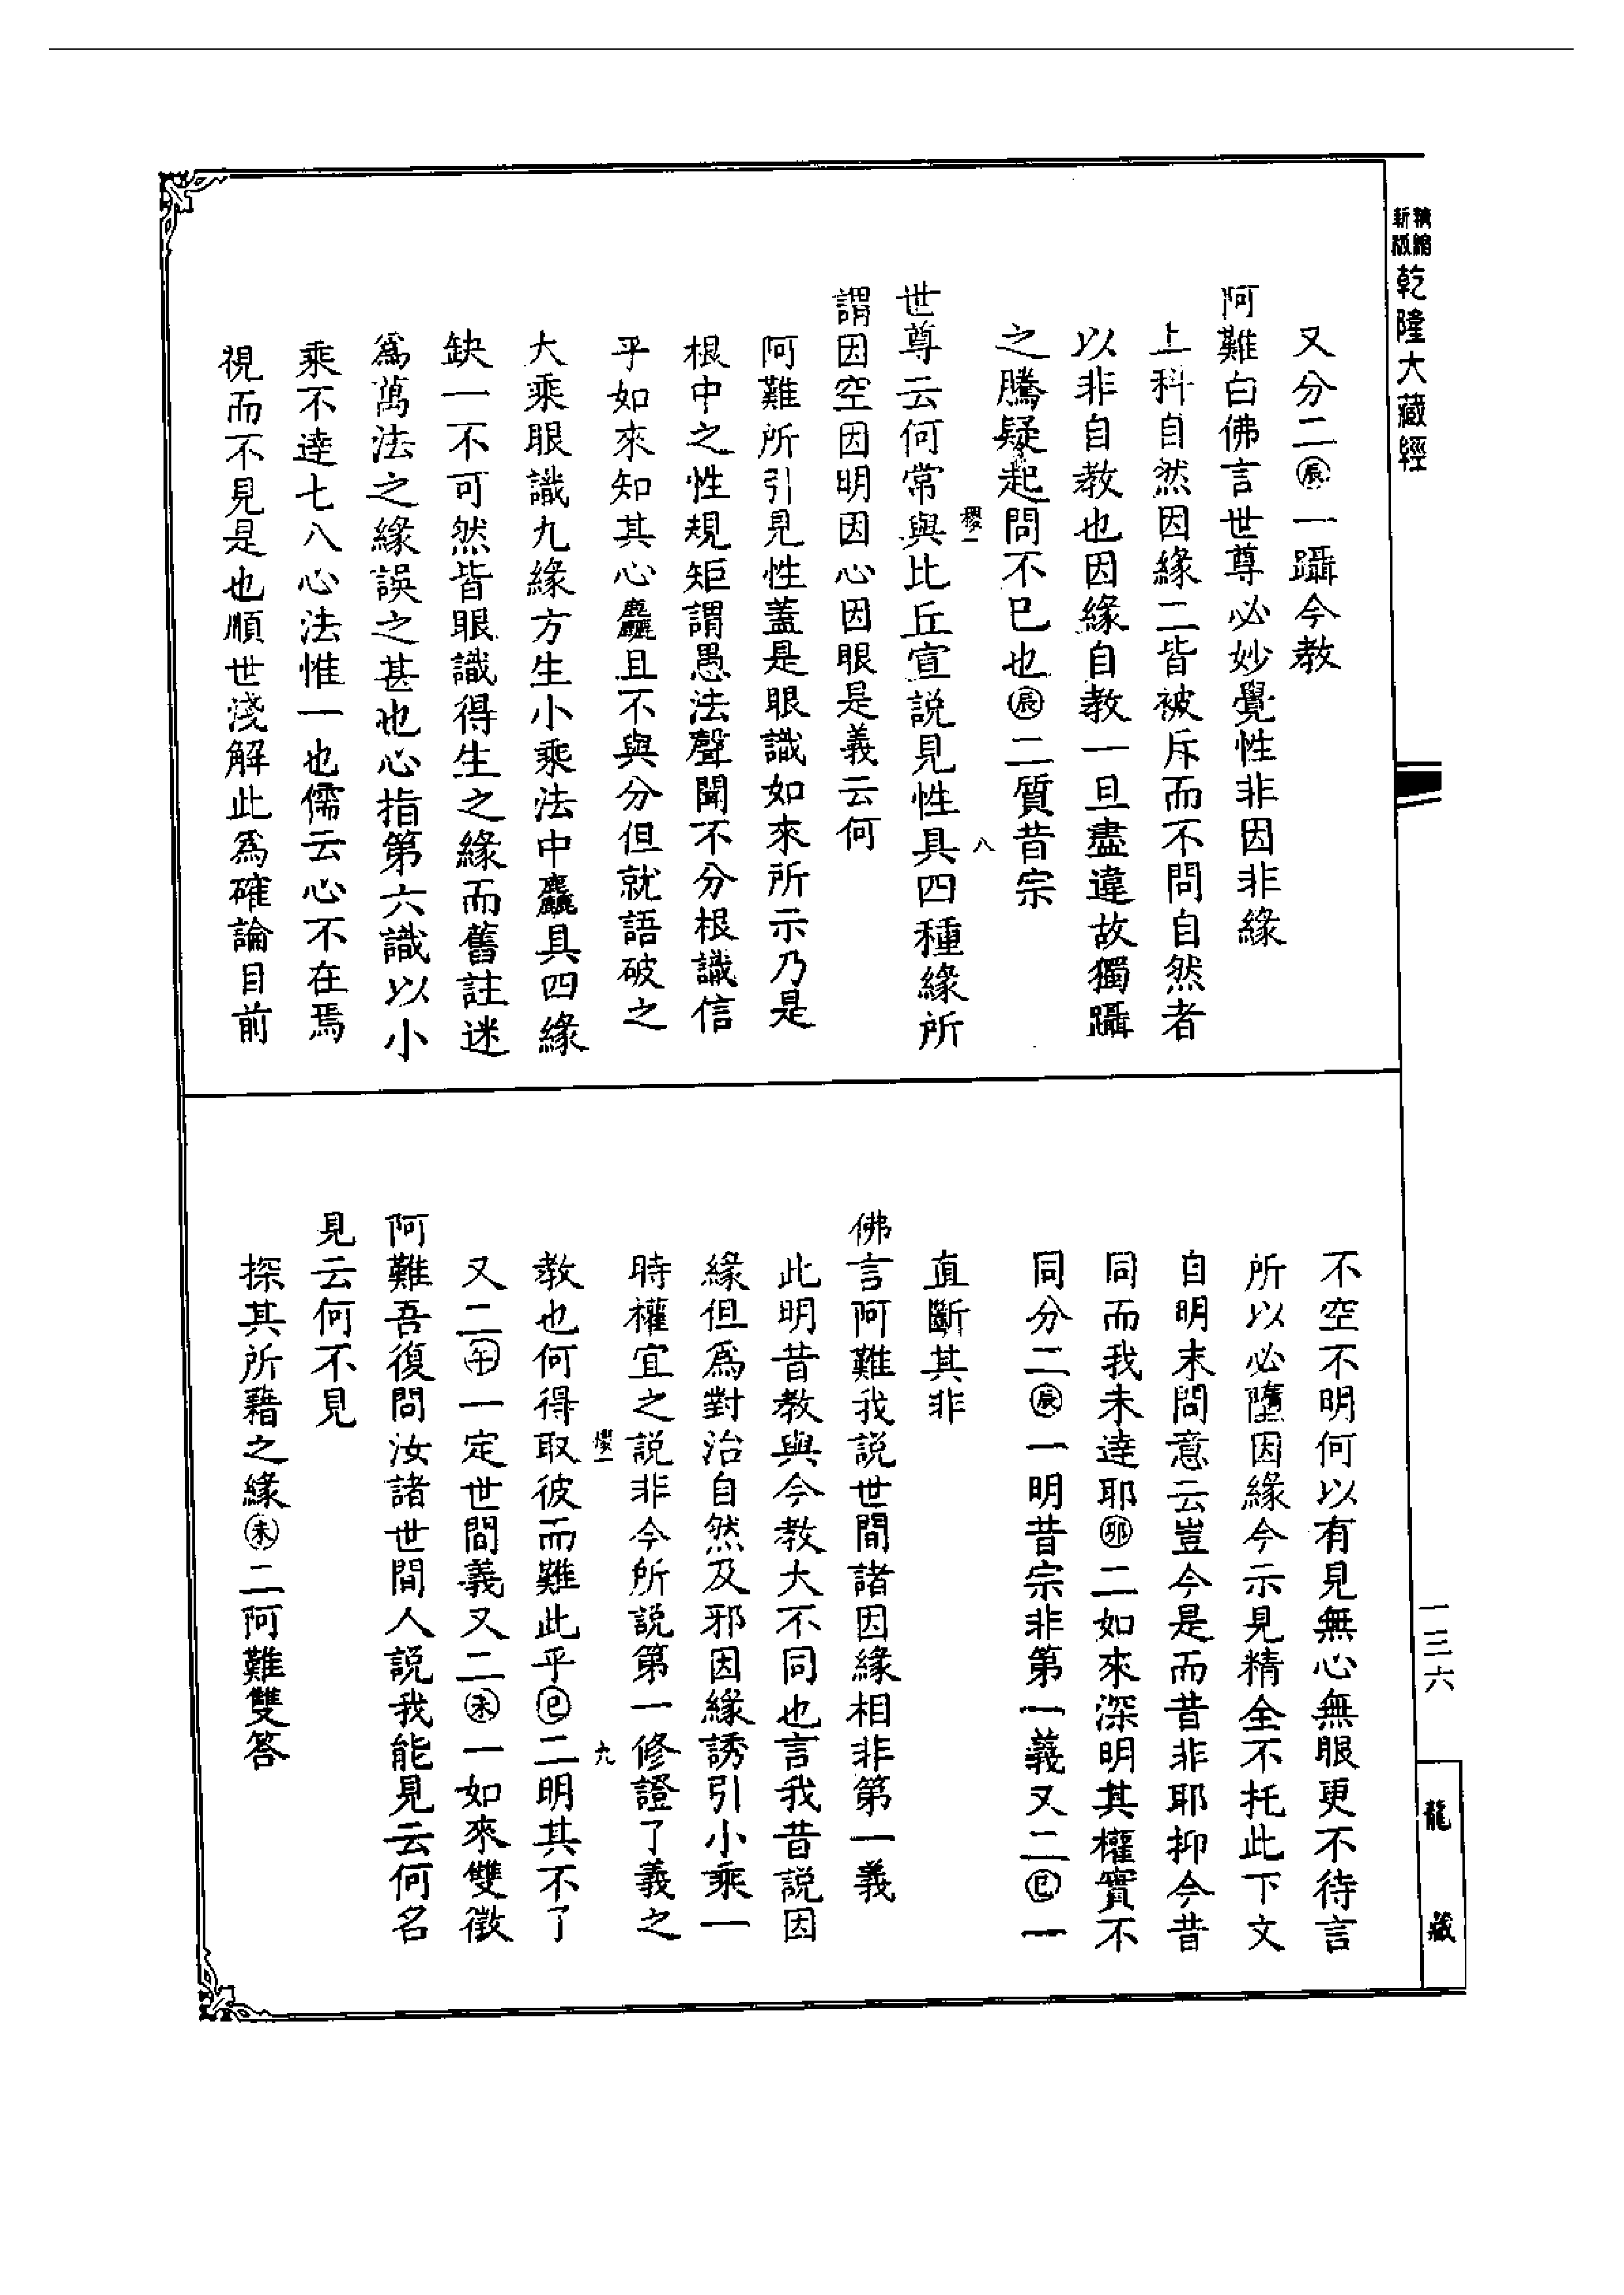 新版
精縮
乾隆大藏經
又分二㊉辰一躡今教
阿難白佛言世尊必妙覺性非因非緣
上科自然因緣二皆被斥而不問自然者
以非自教也因緣自教一旦盡違故獨躡
之騰疑起問不已也辰二質昔宗
世尊云何常與比丘宣說見性具四種緣所
謂因空因明因心因眼是義云何
阿難所引見性蓋是眼識如來所示乃是
根中之性規矩謂愚法聲聞不分根識信
乎如來知其心麤且不與分但就語破之
大乘眼識九緣方生小乘法中麤具四緣
缺一不可然皆眼識得生之緣而舊註迷
爲萬法之緣誤之甚也心指第六識以小
乘不達七八心法惟一也儒云心不在焉
視而不見是也順世淺解此爲確論目前
八
不空不明何以有見無心無眼更不待言
所以必墮因緣今示見精全不托此下文
自明末問意云豈今是而昔非耶抑今昔
同而我未達耶卯二如來深明其權實不
同分二辰一明昔宗非第一義又二巳一
直斷其非
佛言阿難我說世間諸因緣相非第一義
此明昔教與今教大不同也言我昔說因
緣但爲對治自然及邪因緣誘引小乘一
時權宜之說非今所說第一修證了義之
教也何得取彼而難此乎巳二明其不了
又二午一定世間義又二未一如來雙徵
阿難吾復問汝諸世間人說我能見云何名
見云何不見
探其所藉之緣未二阿難雙答
九
一三六
龍藏